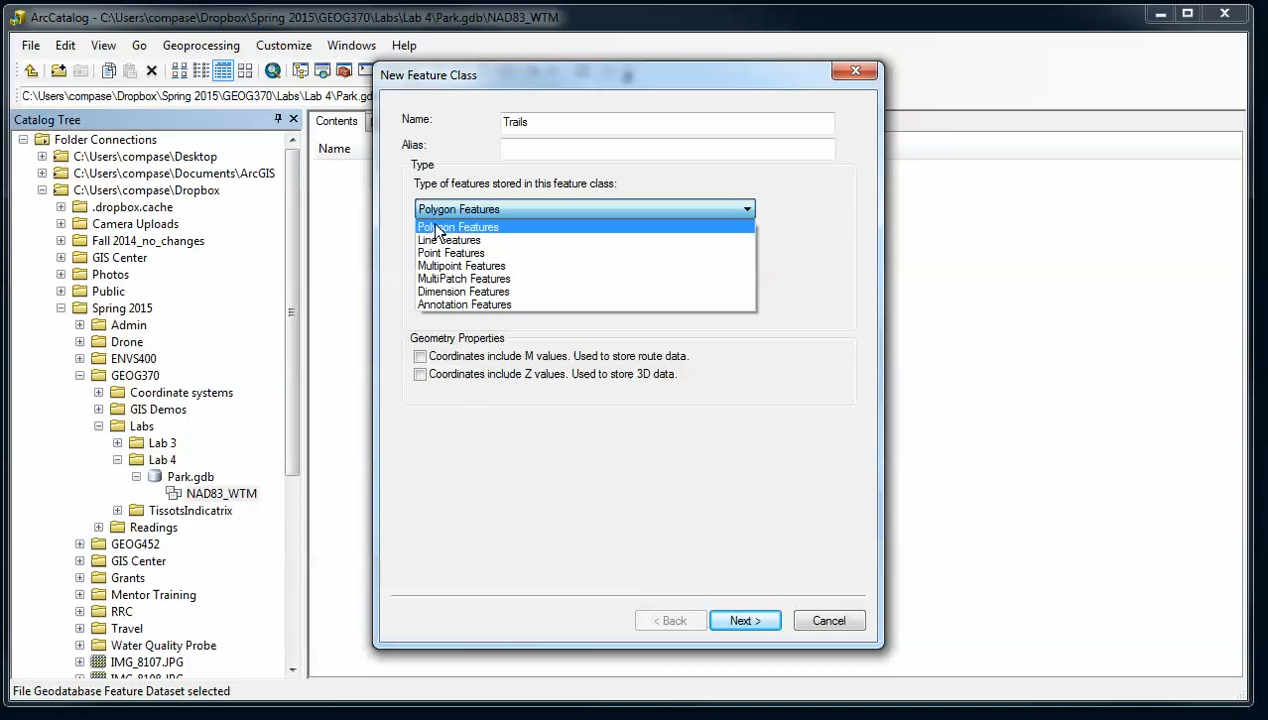 ArcCatalog - C:\Users\compase\Dropbox\Spring 2015\GEOG370\Labs\Lab 4\Park.gdb\NAD83_WTM
File Edit View Go Geoprocessing Customize Windows Help
C:\Users\compase\Dropbox\Spring 2015\GEOG370\Labs\Lab 4\Park.gd
Catalog Tree
Folder Connections
C:\Users\compase\Desktop
C:\Users\compase\Documents\ArcGIS
C:\Users\compase\Dropbox
.dropbox.cache
Camera Uploads
Fall 2014_no_changes
GIS Center
Photos
Public
Spring 2015
Admin
Drone
ENVS400
GEOG370
Coordinate systems
GIS Demos
Labs
Lab 3
Lab 4
Park.gdb
NAD83_WTM
TissotsIndicatrix
Readings
GEOG452
GIS Center
Grants
Mentor Training
RRC
Travel
Water Quality Probe
IMG_8107.JPG
IMG_8108.JPG
File Geodatabase Feature Dataset selected
Contents
Name
New Feature Class
Name: Trails
Alias:
Type
Type of features stored in this feature class:
Polygon Features
Polygon Features
Line Features
Point Features
Multipoint Features
MultiPatch Features
Dimension Features
Annotation Features
Geometry Properties
Coordinates include M values. Used to store route data.
Coordinates include Z values. Used to store 3D data.
< Back Next > Cancel